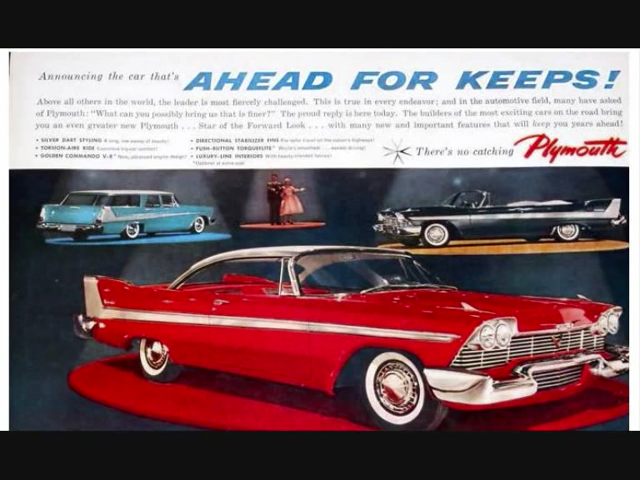 Announcing the car that's AHEAD FOR KEEPS!
Above all others in the world, the leader is most fiercely challenged. This is true in every endeavor; and in the automotive field, many have asked
of Plymouth: "What can you possibly bring us that is finer?" The proud reply is here today. The builders of the most exciting cars on the road bring
you an even greater new Plymouth . . . Star of the Forward Look . . . with many new and important features that will keep you years ahead!
• SILVER DART STYLING
• DIRECTIONAL STABILIZER FINS
• TORSION-AIRE RIDE
• PUSH-BUTTON TORQUEFLITE*
• GOLDEN COMMANDO V-8* New, advanced engine design!
• LUXURY-LINE INTERIORS
There's no catching Plymouth